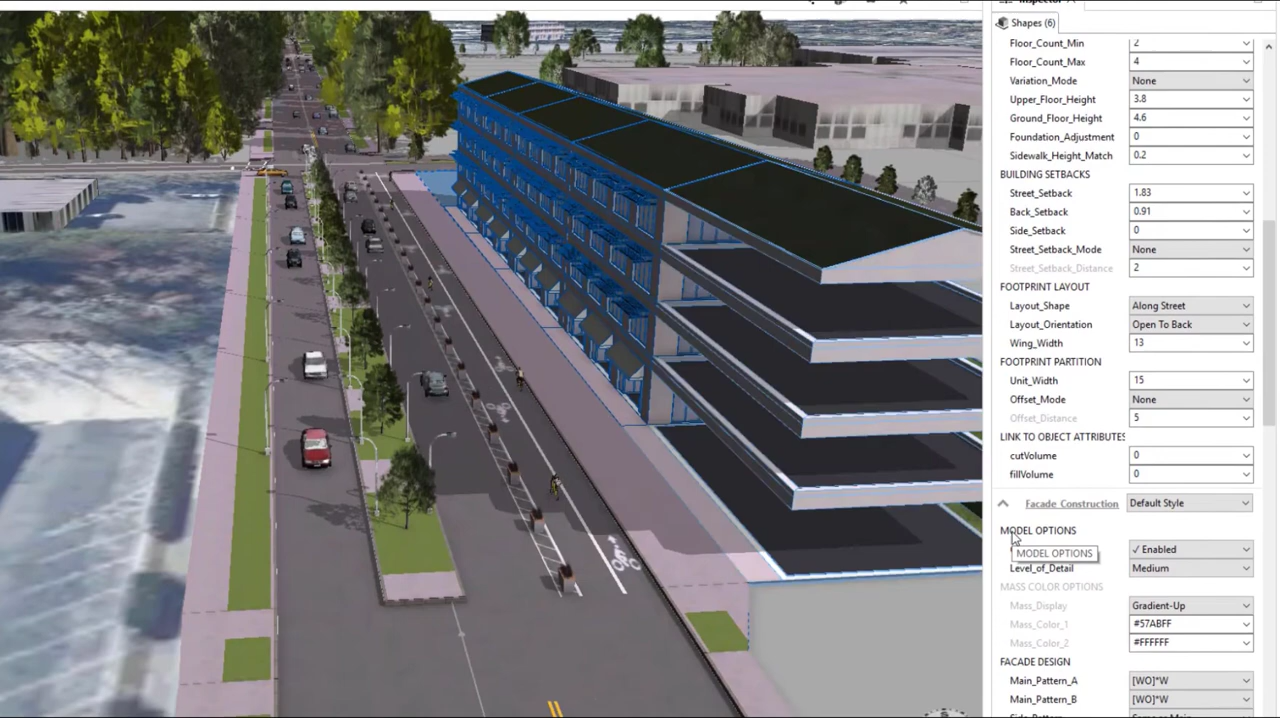 Inspector
Shapes (6)
Floor_Count_Min 2
Floor_Count_Max 4
Variation_Mode None
Upper_Floor_Height 3.8
Ground_Floor_Height 4.6
Foundation_Adjustment 0
Sidewalk_Height_Match 0.2
BUILDING SETBACKS
Street_Setback 1.83
Back_Setback 0.91
Side_Setback 0
Street_Setback_Mode None
Street_Setback_Distance 2
FOOTPRINT LAYOUT
Layout_Shape Along Street
Layout_Orientation Open To Back
Wing_Width 13
FOOTPRINT PARTITION
Unit_Width 15
Offset_Mode None
Offset_Distance 5
LINK TO OBJECT ATTRIBUTES
cutVolume 0
fillVolume 0
Facade Construction Default Style
MODEL OPTIONS
MODEL OPTIONS ✓ Enabled
Level_of_Detail Medium
MASS COLOR OPTIONS
Mass_Display Gradient-Up
Mass_Color_1 #57ABFF
Mass_Color_2 #FFFFFF
FACADE DESIGN
Main_Pattern_A [WO]*W
Main_Pattern_B [WO]*W